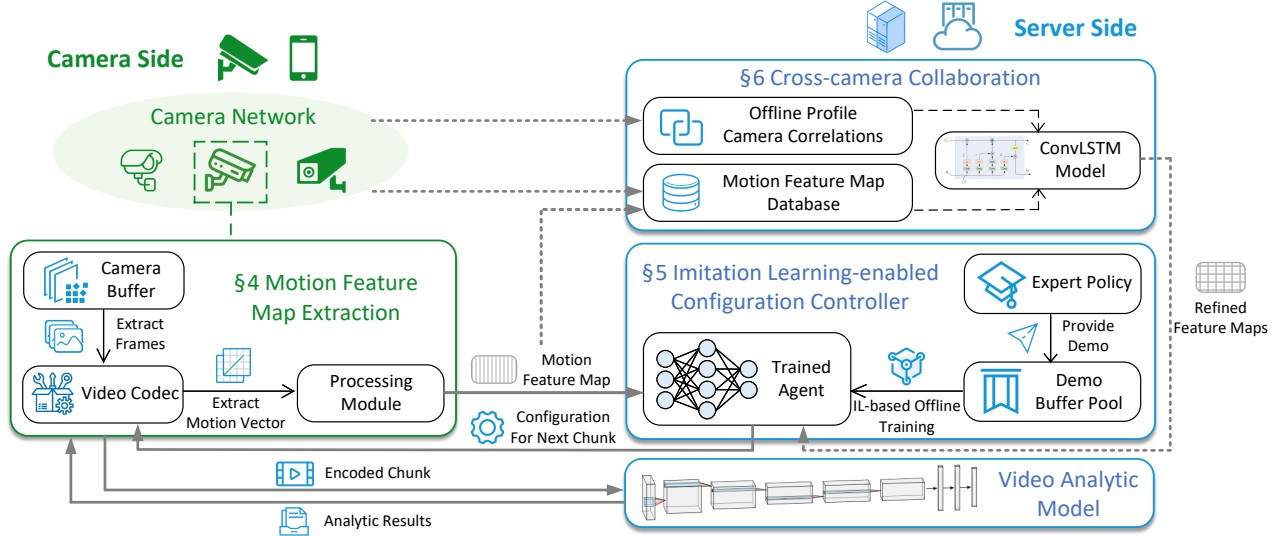 Camera Side
Server Side
Camera Network
§6 Cross-camera Collaboration
Offline Profile
Camera Correlations
Motion Feature Map
Database
ConvLSTM
Model
§4 Motion Feature
Map Extraction
Camera
Buffer
Extract
Frames
Video Codec
Extract
Motion Vector
Processing
Module
Motion
Feature Map
Configuration
For Next Chunk
§5 Imitation Learning-enabled
Configuration Controller
Trained
Agent
Expert Policy
Provide
Demo
Demo
Buffer Pool
IL-based Offline
Training
Refined
Feature Maps
Encoded Chunk
Analytic Results
Video Analytic
Model